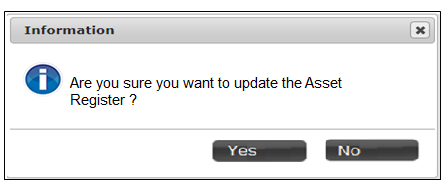 Information
Are you sure you want to update the Asset
Register ?
Yes No